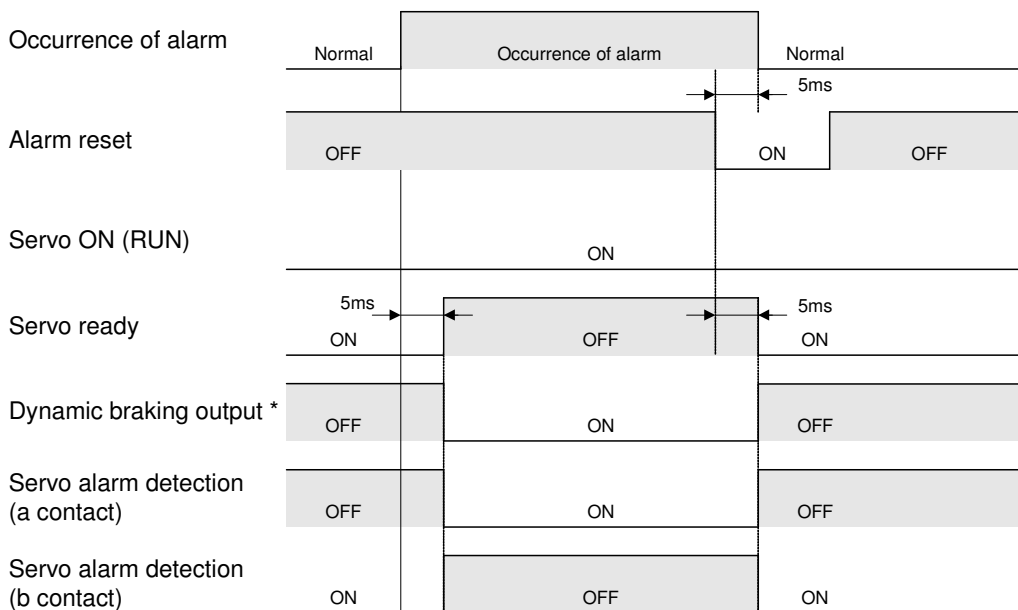 Occurrence of alarm
Normal Occurrence of alarm Normal
5ms
Alarm reset
OFF ON OFF
Servo ON (RUN)
ON
5ms 5ms
Servo ready
ON OFF ON
Dynamic braking output *
OFF ON OFF
Servo alarm detection
(a contact)
OFF ON OFF
Servo alarm detection
(b contact)
ON OFF ON